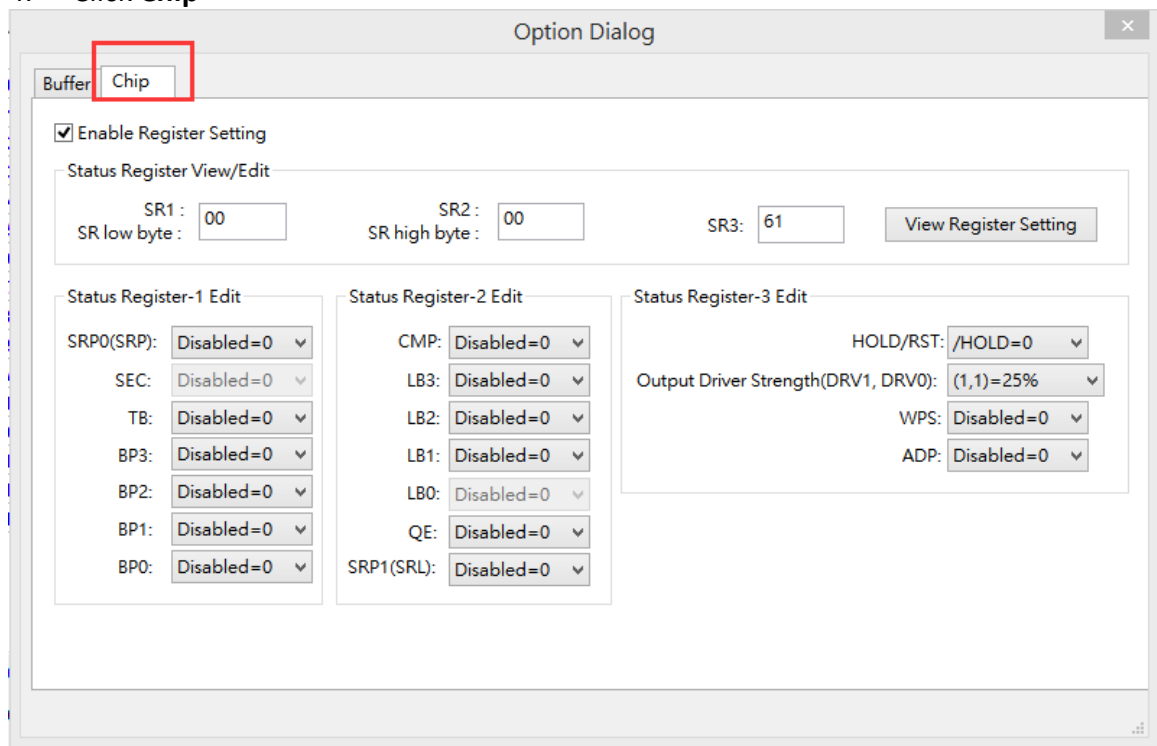 Option Dialog
Buffer Chip
Enable Register Setting
Status Register View/Edit
SR1 :
SR low byte :
00
SR2 :
SR high byte :
00
SR3: 61
View Register Setting
Status Register-1 Edit
SRP0(SRP): Disabled=0
SEC: Disabled=0
TB: Disabled=0
BP3: Disabled=0
BP2: Disabled=0
BP1: Disabled=0
BP0: Disabled=0
Status Register-2 Edit
CMP: Disabled=0
LB3: Disabled=0
LB2: Disabled=0
LB1: Disabled=0
LB0: Disabled=0
QE: Disabled=0
SRP1(SRL): Disabled=0
Status Register-3 Edit
HOLD/RST: /HOLD=0
Output Driver Strength(DRV1, DRV0): (1,1)=25%
WPS: Disabled=0
ADP: Disabled=0